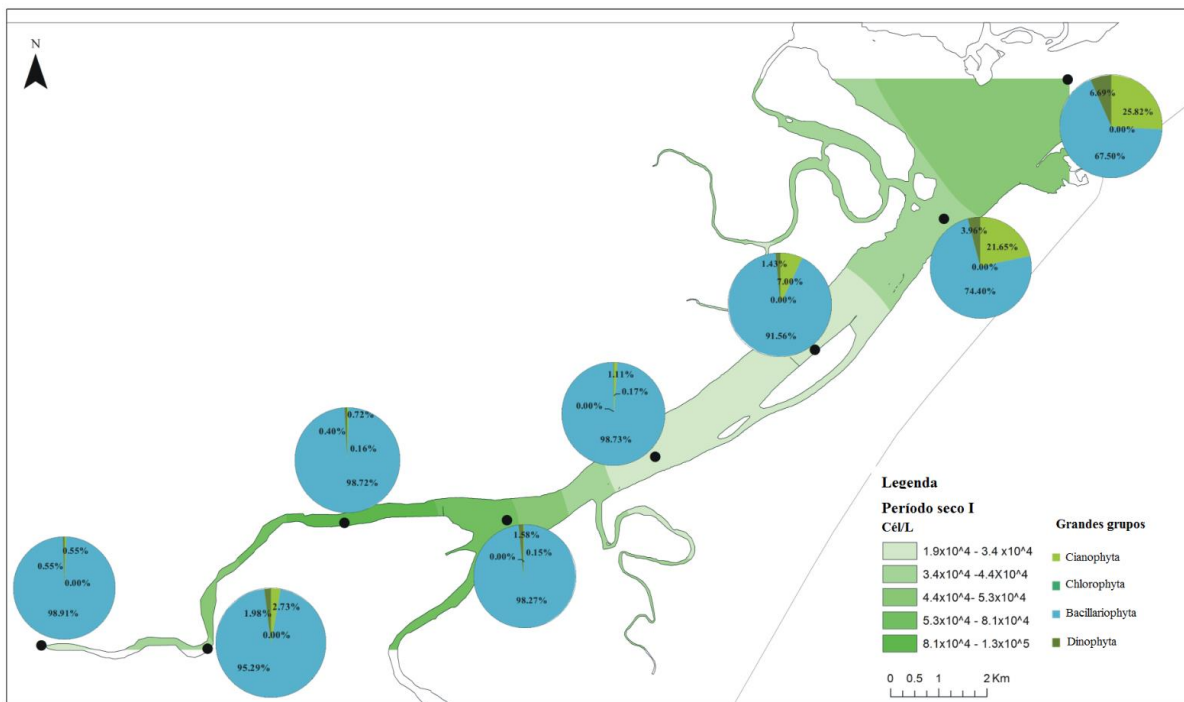 N
6.69%
25.82%
0.00%
67.50%
3.96%
21.65%
0.00%
74.40%
1.43%
7.00%
0.00%
91.56%
1.11%
0.17%
0.00%
98.73%
0.72%
0.40%
0.16%
98.72%
1.58%
0.00%
0.15%
98.27%
0.55%
0.55%
0.00%
98.91%
1.98%
2.73%
0.00%
95.29%
Legenda
Período seco I
Cél/L
1.9x10^4 - 3.4 x10^4
3.4x10^4 -4.4X10^4
4.4x10^4- 5.3x10^4
5.3x10^4 - 8.1x10^4
8.1x10^4 - 1.3x10^5
Grandes grupos
Cianophyta
Chlorophyta
Bacillariophyta
Dinophyta
0 0.5 1 2 Km